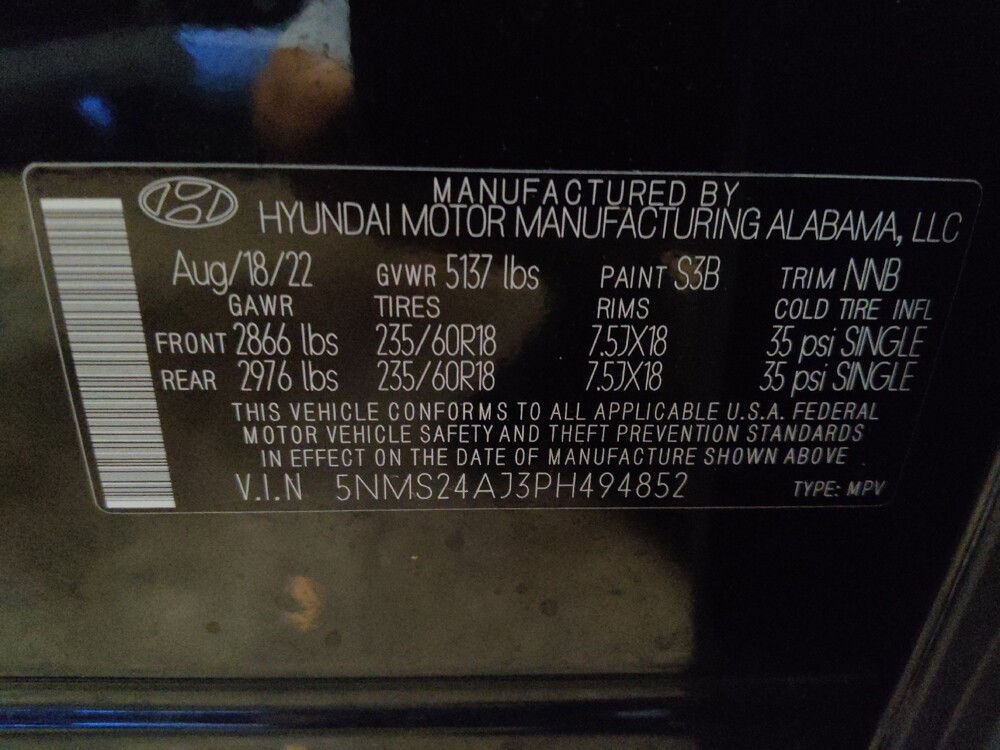 MANUFACTURED BY
HYUNDAI MOTOR MANUFACTURING ALABAMA, LLC
Aug/18/22 GVWR 5137 lbs PAINT S3B TRIM NNB
GAWR TIRES RIMS COLD TIRE INFL
FRONT 2866 lbs 235/60R18 7.5JX18 35 psi SINGLE
REAR 2976 lbs 235/60R18 7.5JX18 35 psi SINGLE
THIS VEHICLE CONFORMS TO ALL APPLICABLE U.S.A. FEDERAL
MOTOR VEHICLE SAFETY AND THEFT PREVENTION STANDARDS
IN EFFECT ON THE DATE OF MANUFACTURE SHOWN ABOVE .
V.I.N 5NMS24AJ3PH494852 TYPE: MPV